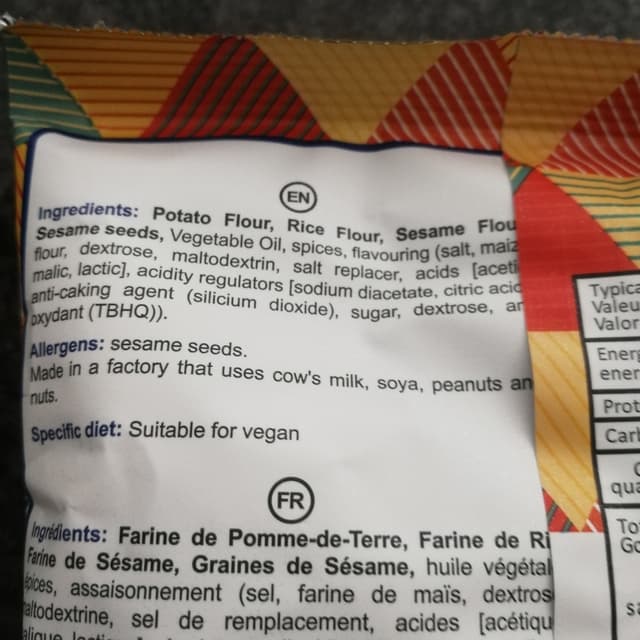 EN
Ingredients: Potato Flour, Rice Flour, Sesame Flou
Sesame seeds, Vegetable Oil, spices, flavouring (salt, maiz
flour, dextrose, maltodextrin, salt replacer, acids [aceti
malic, lactic], acidity regulators [sodium diacetate, citric acid
anti-caking agent (silicium dioxide), sugar, dextrose, an
oxydant (TBHQ)).
Allergens: sesame seeds.
Made in a factory that uses cow's milk, soya, peanuts an
nuts.
Specific diet: Suitable for vegan
FR
Ingrédients: Farine de Pomme-de-Terre, Farine de Ri
Farine de Sésame, Graines de Sésame, huile végétal
épices, assaisonnement (sel, farine de maïs, dextros
maltodextrine, sel de remplacement, acides [acétiqu
Typica
Valeu
Valor
Energ
ener
Prot
Carb
qua
To